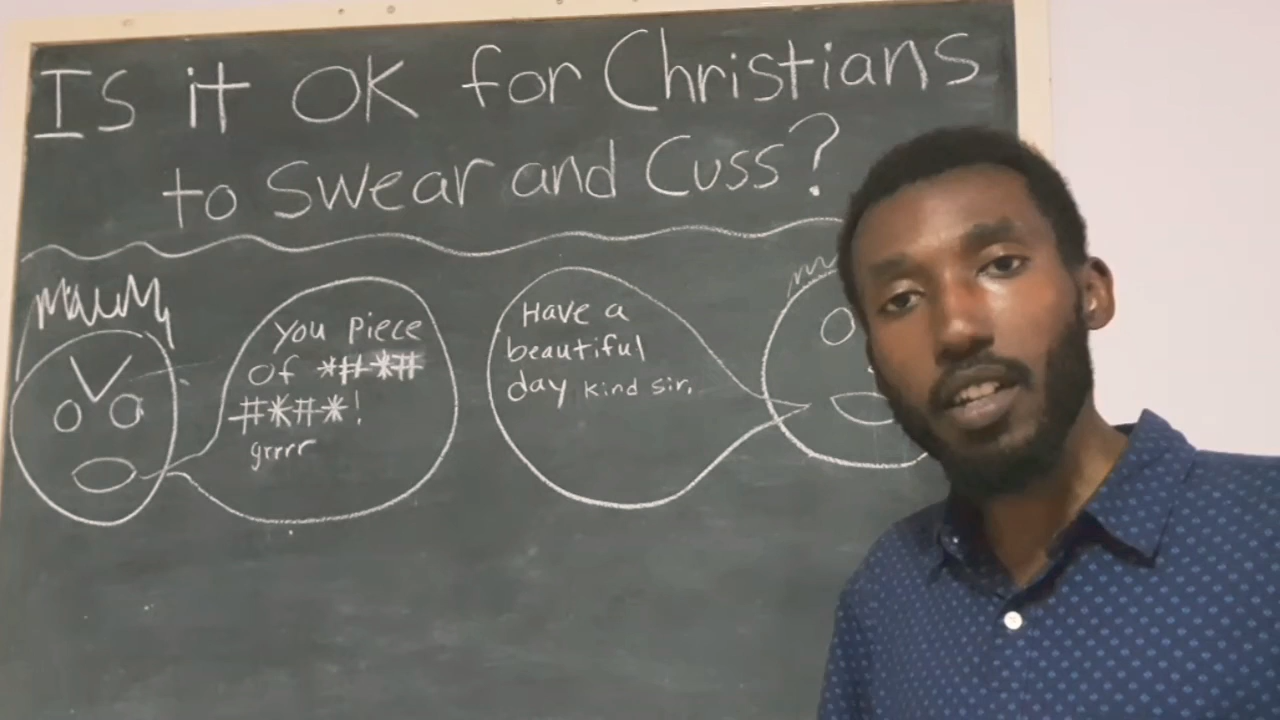 Is it OK for Christians
to Swear and Cuss?
you Piece
of *#*#
#*#*!
grrrr
Have a
beautiful
day kind sir.